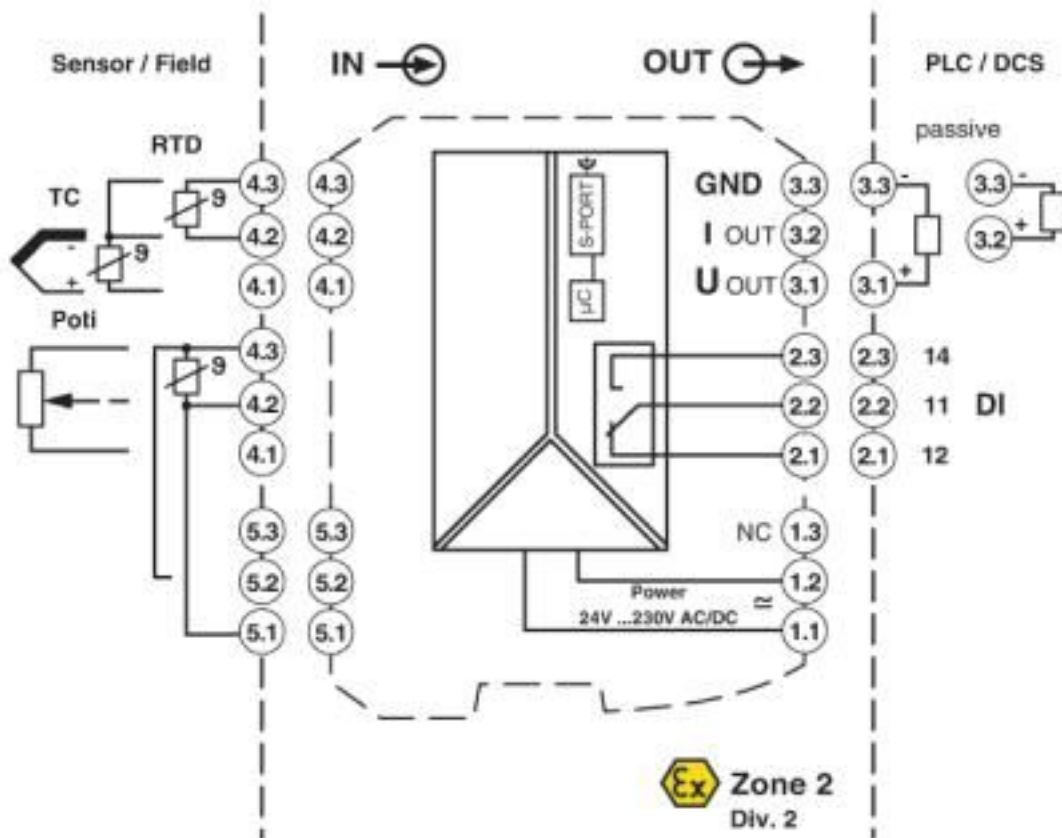 Sensor / Field
IN
OUT
PLC / DCS
RTD
passive
TC
4.3 4.3
GND 3.3 3.3 - 3.3 -
ϑ
4.2 4.2
S-PORT
I OUT 3.2
3.2 +
-
ϑ
+
4.1 4.1
µC
U OUT 3.1 3.1 +
Poti
4.3
ϑ
2.3 2.3 14
4.2
2.2 2.2 11 DI
4.1
2.1 2.1 12
5.3 5.3
NC 1.3
5.2 5.2
1.2
Power
≃
24V ...230V AC/DC
5.1 5.1
1.1
Ex Zone 2
Div. 2